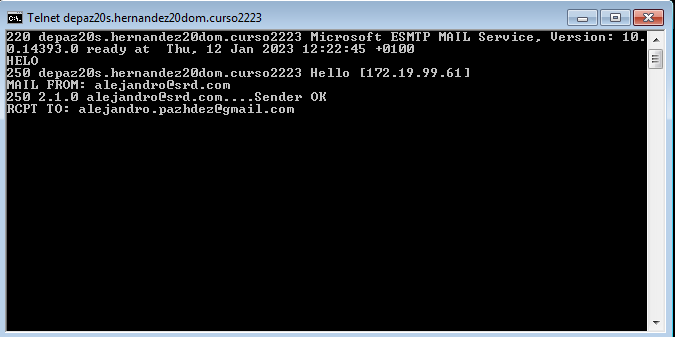 Telnet depaz20s.hernandez20dom.curso2223
220 depaz20s.hernandez20dom.curso2223 Microsoft ESMTP MAIL Service, Version: 10.
0.14393.0 ready at  Thu, 12 Jan 2023 12:22:45 +0100
HELO
250 depaz20s.hernandez20dom.curso2223 Hello [172.19.99.61]
MAIL FROM: alejandro@srd.com
250 2.1.0 alejandro@srd.com....Sender OK
RCPT TO: alejandro.pazhdez@gmail.com